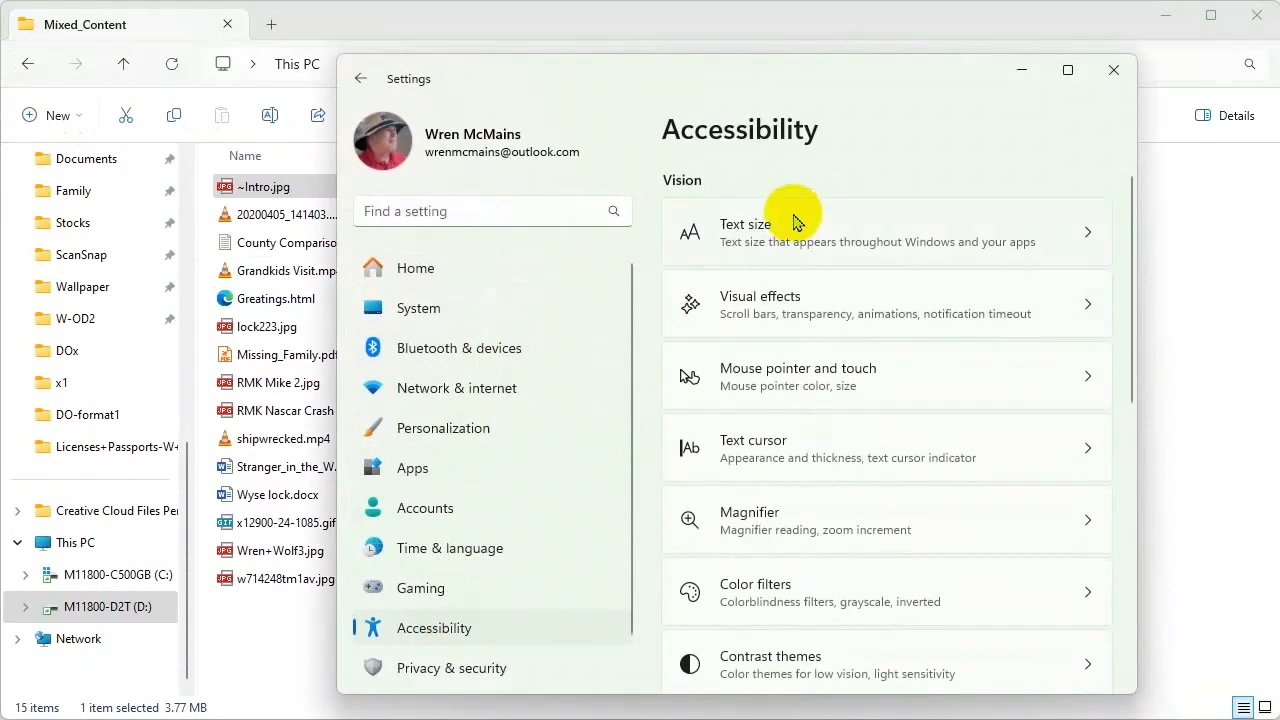 Mixed_Content
This PC
New
Details
Documents
Family
Stocks
ScanSnap
Wallpaper
W-OD2
DOx
x1
DO-format1
Licenses+Passports-W+
Creative Cloud Files Per
This PC
M11800-C500GB (C:)
M11800-D2T (D:)
Network
Name
~Intro.jpg
20200405_141403....
County Compariso
Grandkids Visit.mp
Greatings.html
lock223.jpg
Missing_Family.pdf
RMK Mike 2.jpg
RMK Nascar Crash
shipwrecked.mp4
Stranger_in_the_W.
Wyse lock.docx
x12900-24-1085.gif
Wren+Wolf3.jpg
w714248tm1av.jpg
Settings
Wren McMains
wrenmcmains@outlook.com
Find a setting
Home
System
Bluetooth & devices
Network & internet
Personalization
Apps
Accounts
Time & language
Gaming
Accessibility
Privacy & security
Accessibility
Vision
Text size
Text size that appears throughout Windows and your apps
Visual effects
Scroll bars, transparency, animations, notification timeout
Mouse pointer and touch
Mouse pointer color, size
Text cursor
Appearance and thickness, text cursor indicator
Magnifier
Magnifier reading, zoom increment
Color filters
Colorblindness filters, grayscale, inverted
Contrast themes
Color themes for low vision, light sensitivity
15 items
1 item selected 3.77 MB